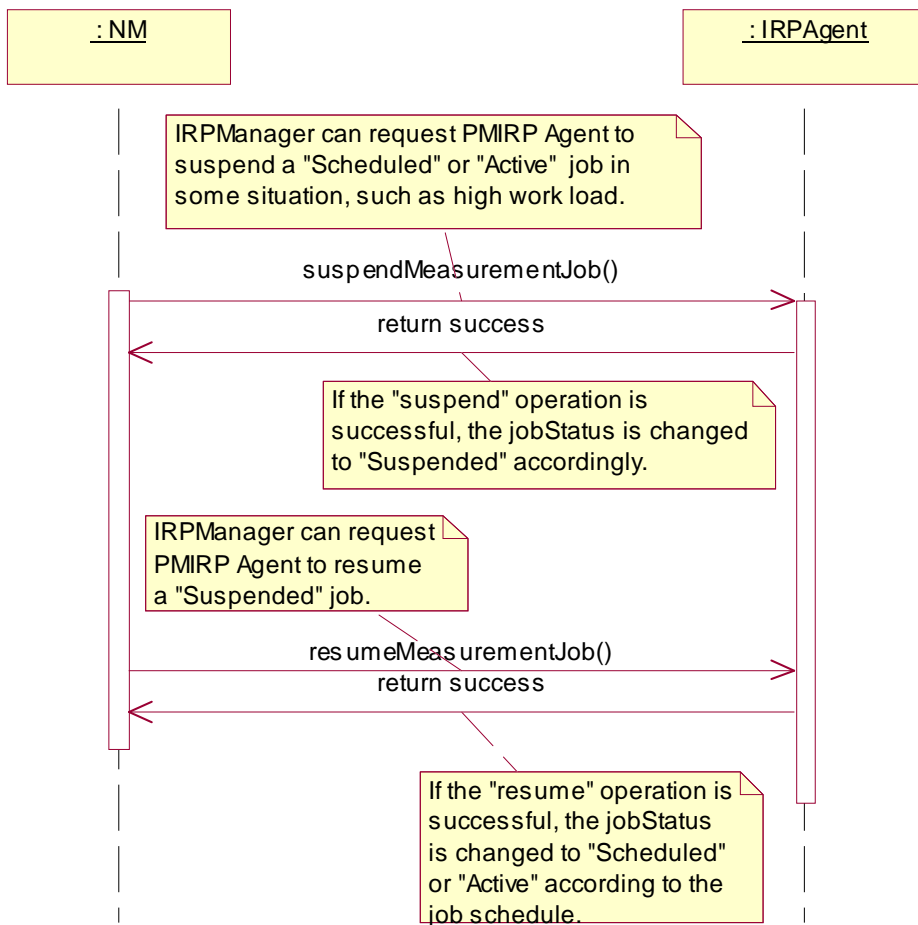 : NM
: IRPAgent
IRPManager can request PMIRP Agent to
suspend a "Scheduled" or "Active" job in
some situation, such as high work load.
suspendMeasurementJob()
return success
If the "suspend" operation is
successful, the jobStatus is changed
to "Suspended" accordingly.
IRPManager can request
PMIRP Agent to resume
a "Suspended" job.
resumeMeasurementJob()
return success
If the "resume" operation is
successful, the jobStatus
is changed to "Scheduled"
or "Active" according to the
job schedule.